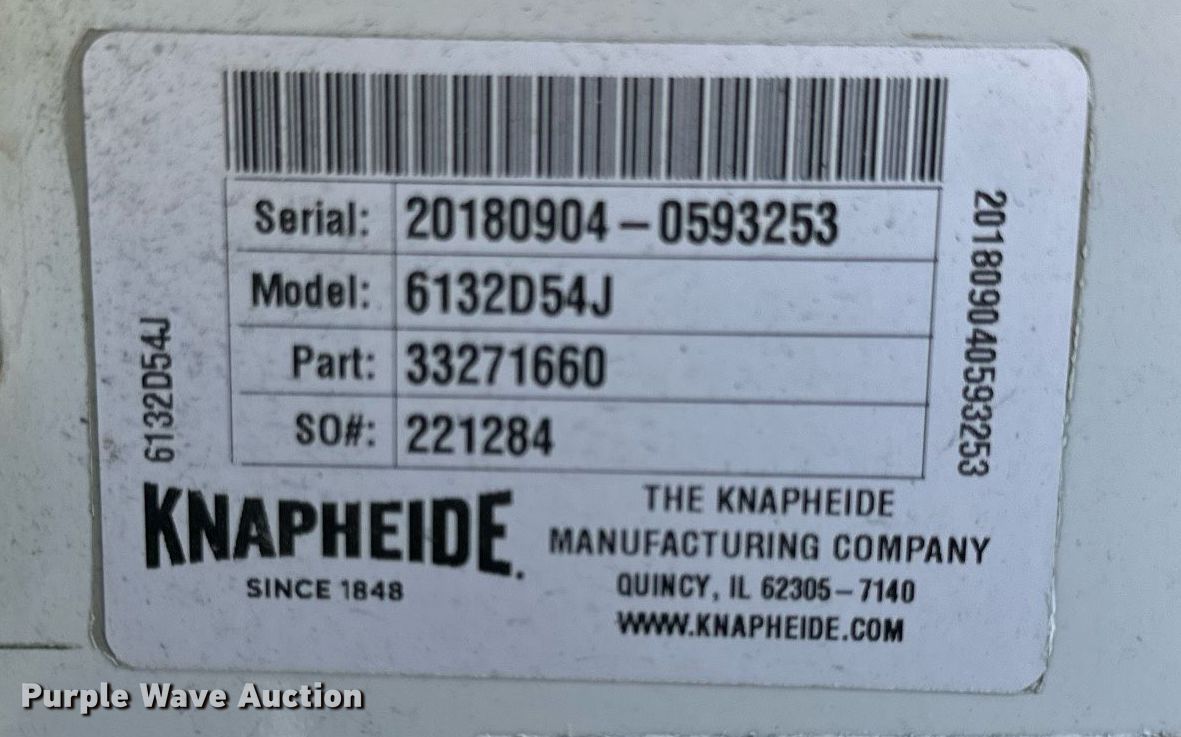 Serial: 20180904-0593253
Model: 6132D54J
Part: 33271660
SO#: 221284
6132D54J
201809040593253
KNAPHEIDE.
SINCE 1848
THE KNAPHEIDE
MANUFACTURING COMPANY
QUINCY, IL 62305-7140
WWW.KNAPHEIDE.COM
Purple Wave Auction